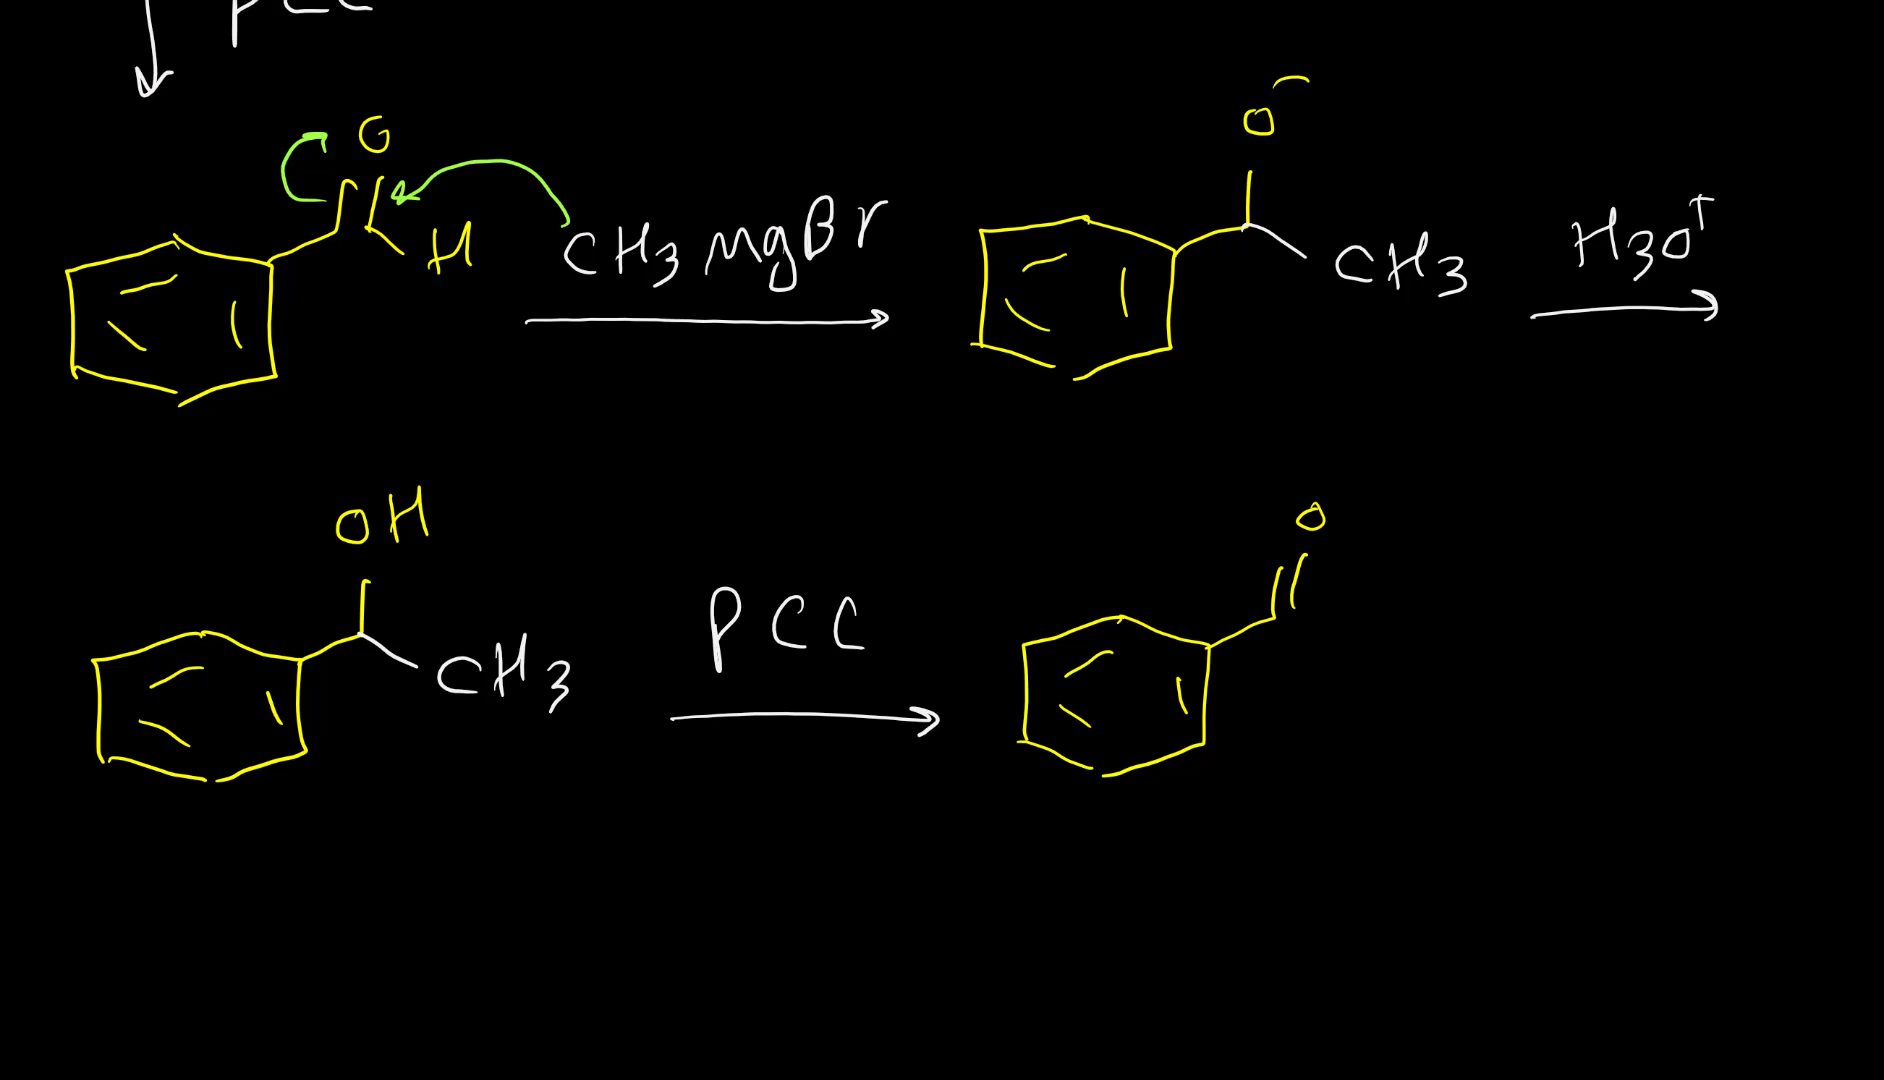 PCC
O
H
CH3MgBr
O-
CH3
H3O+
OH
CH3
PCC
O